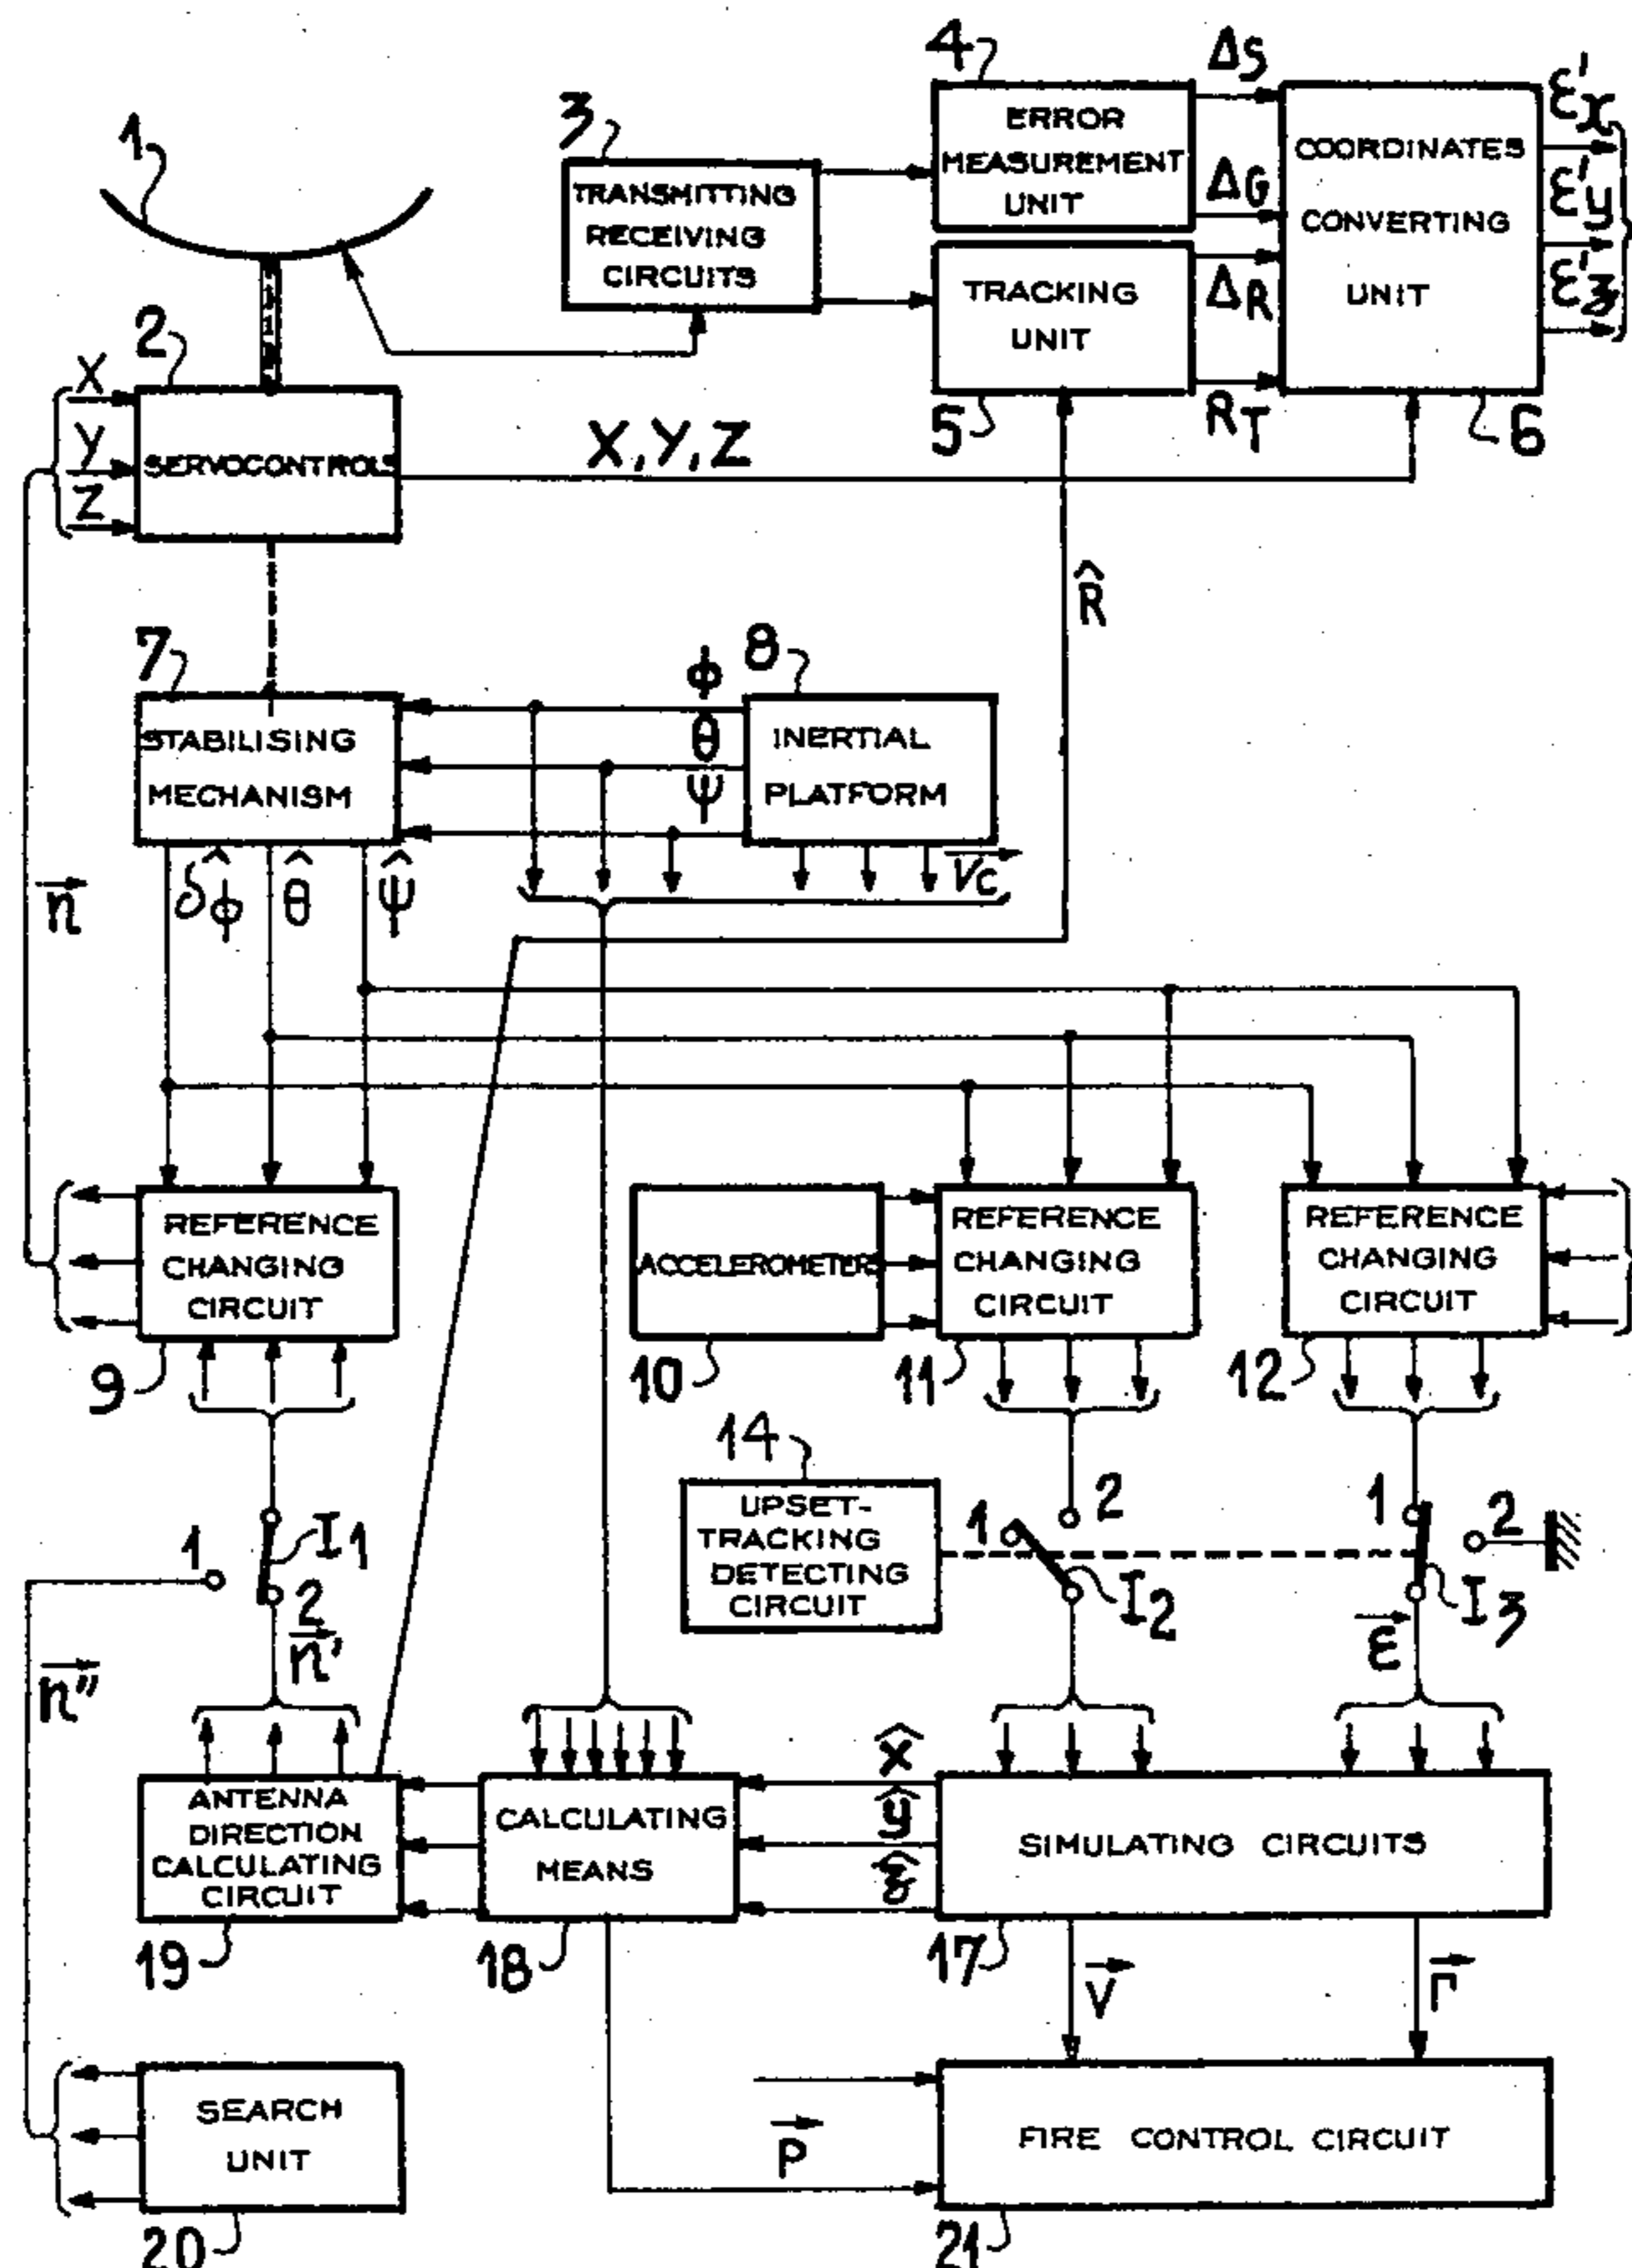 1
3
4
ΔS
ε'x
TRANSMITTING
RECEIVING
CIRCUITS
ERROR
MEASUREMENT
UNIT
ΔG
COORDINATES
CONVERTING
UNIT
ε'y
TRACKING
UNIT
ΔR
ε'z
2
5
RT
6
X
Y
Z
SERVOCONTROLS
X,Y,Z
R̂
7
ϕ
8
θ
ψ
STABILISING
MECHANISM
INERTIAL
PLATFORM
n⃗
δϕ̂
θ̂
ψ̂
V⃗c
REFERENCE
CHANGING
CIRCUIT
ACCELEROMETERS
REFERENCE
CHANGING
CIRCUIT
REFERENCE
CHANGING
CIRCUIT
9
10
11
12
14
UPSET-
TRACKING
DETECTING
CIRCUIT
1
I1
2
1
2
I2
1
2
I3
n⃗'
n⃗"
ε⃗
x̂
ŷ
ẑ
ANTENNA
DIRECTION
CALCULATING
CIRCUIT
CALCULATING
MEANS
SIMULATING CIRCUITS
19
18
17
V⃗
Γ⃗
SEARCH
UNIT
P⃗
FIRE CONTROL CIRCUIT
20
21